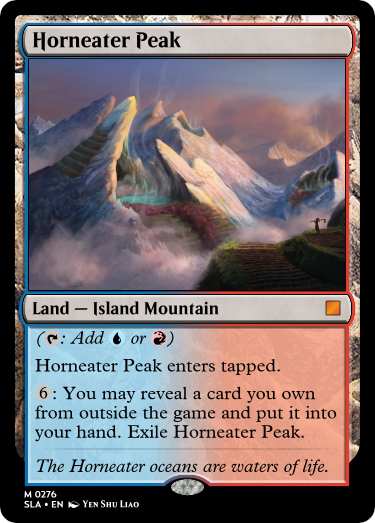 Horneater Peak
Land — Island Mountain
(: Add or )
Horneater Peak enters tapped.
6: You may reveal a card you own
from outside the game and put it into
your hand. Exile Horneater Peak.
The Horneater oceans are waters of life.
M 0276
SLA • EN YEN SHU LIAO